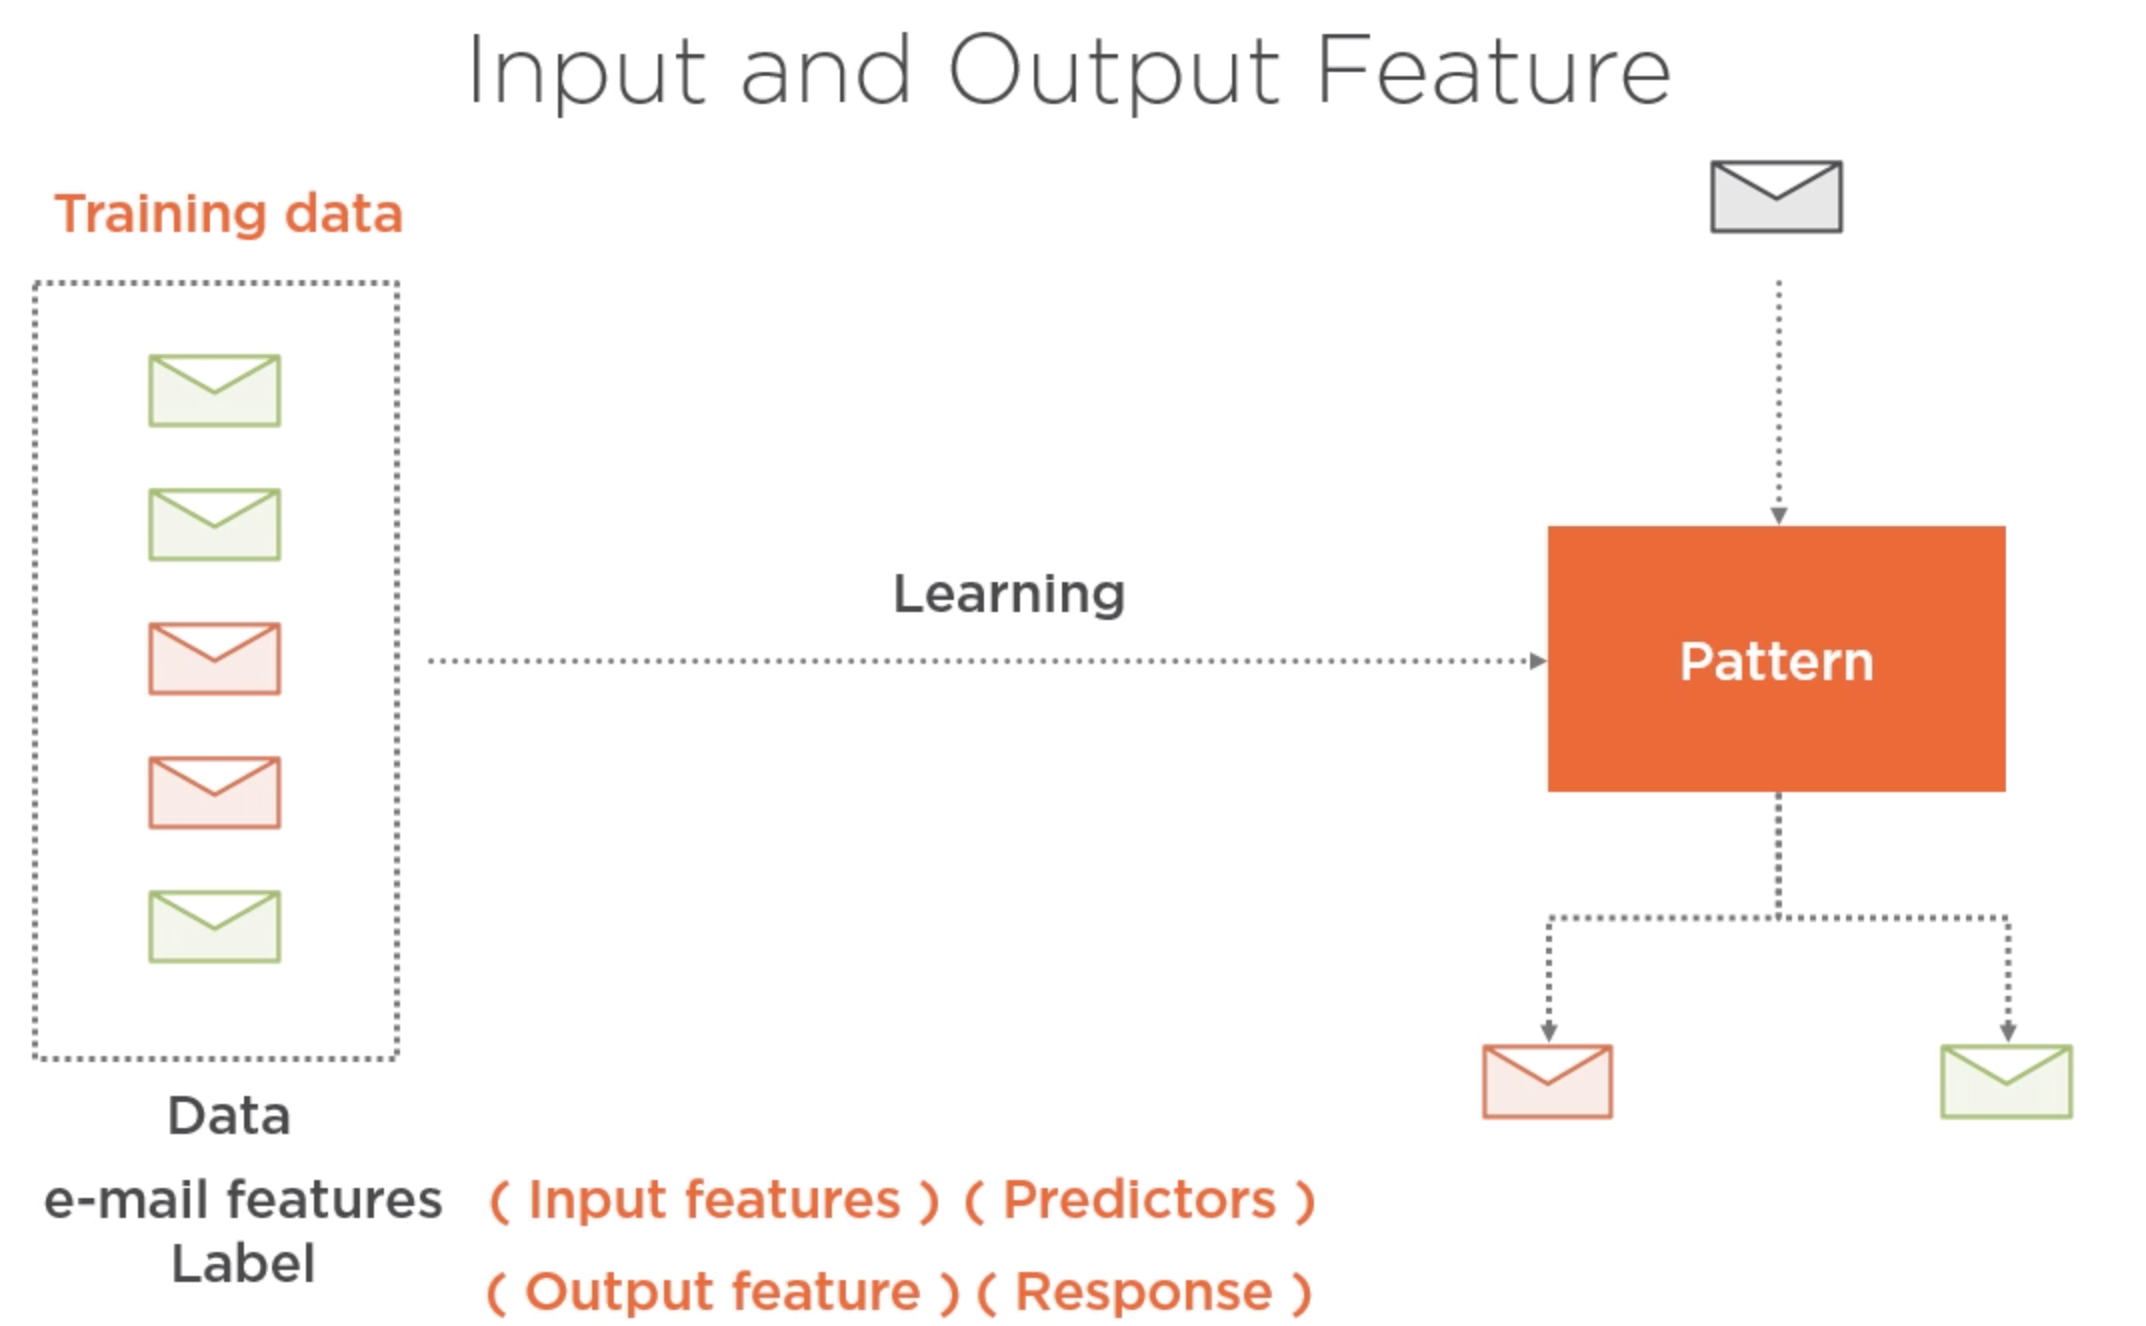 Input and Output Feature
Training data
Learning
Pattern
Data
e-mail features ( Input features ) ( Predictors )
Label
( Output feature ) ( Response )